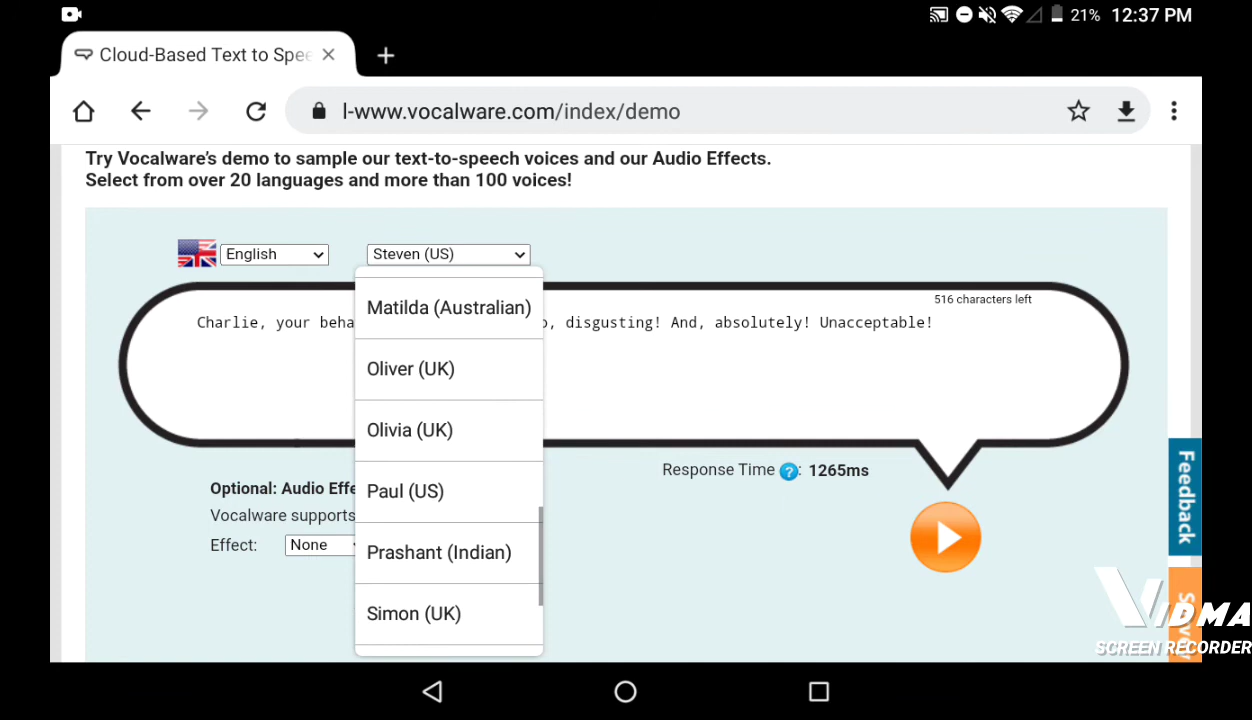 21% 12:37 PM
Cloud-Based Text to Spee
l-www.vocalware.com/index/demo
Try Vocalware's demo to sample our text-to-speech voices and our Audio Effects.
Select from over 20 languages and more than 100 voices!
English Steven (US)
516 characters left
Charlie, your beha , disgusting! And, absolutely! Unacceptable!
Matilda (Australian)
Oliver (UK)
Olivia (UK)
Paul (US)
Prashant (Indian)
Simon (UK)
Response Time ?: 1265ms
Optional: Audio Effe
Vocalware supports
Effect: None
Feedback
VIDMA
SCREEN RECORDER